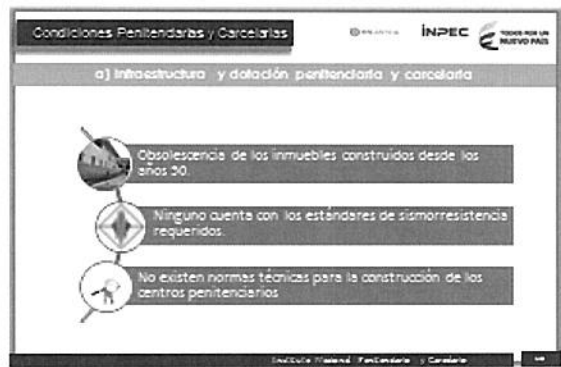 Condiciones Penitenciarias y Carcelarias
INPEC
TODOS POR UN
NUEVO PAÍS
a) Infraestructura y dotación penitenciaria y carcelaria
Obsolescencia de los inmuebles construidos desde los
años 30.
Ninguno cuenta con los estándares de sismorresistencia
requeridos.
No existen normas técnicas para la construcción de los
centros penitenciarios
Instituto Nacional Penitenciario y Carcelario